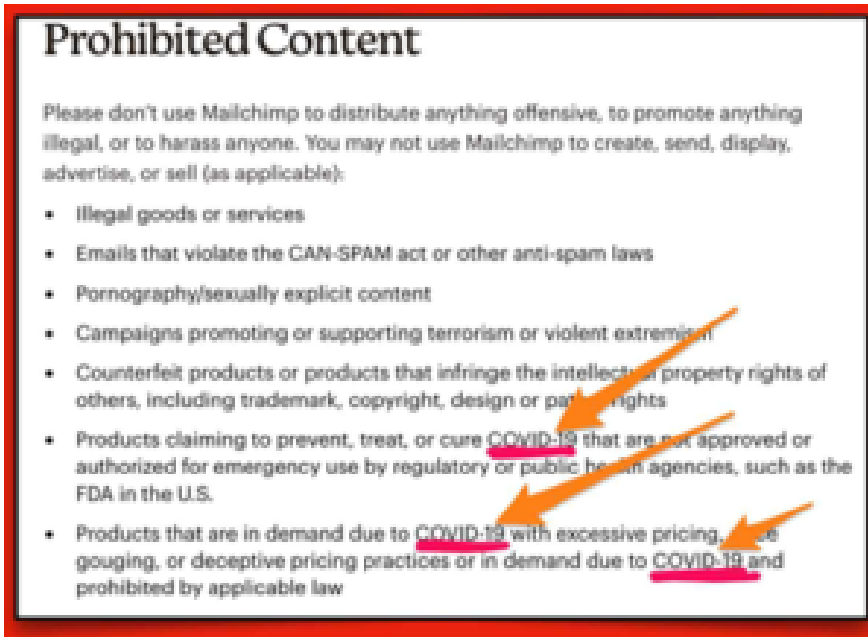 Prohibited Content
Please don't use Mailchimp to distribute anything offensive, to promote anything
illegal, or to harass anyone. You may not use Mailchimp to create, send, display,
advertise, or sell (as applicable):
• Illegal goods or services
• Emails that violate the CAN-SPAM act or other anti-spam laws
• Pornography/sexually explicit content
• Campaigns promoting or supporting terrorism or violent extremism
• Counterfeit products or products that infringe the intellectual property rights of
others, including trademark, copyright, design or patent rights
• Products claiming to prevent, treat, or cure COVID-19 that are not approved or
authorized for emergency use by regulatory or public health agencies, such as the
FDA in the U.S.
• Products that are in demand due to COVID-19 with excessive pricing,
gouging, or deceptive pricing practices or in demand due to COVID-19 and
prohibited by applicable law